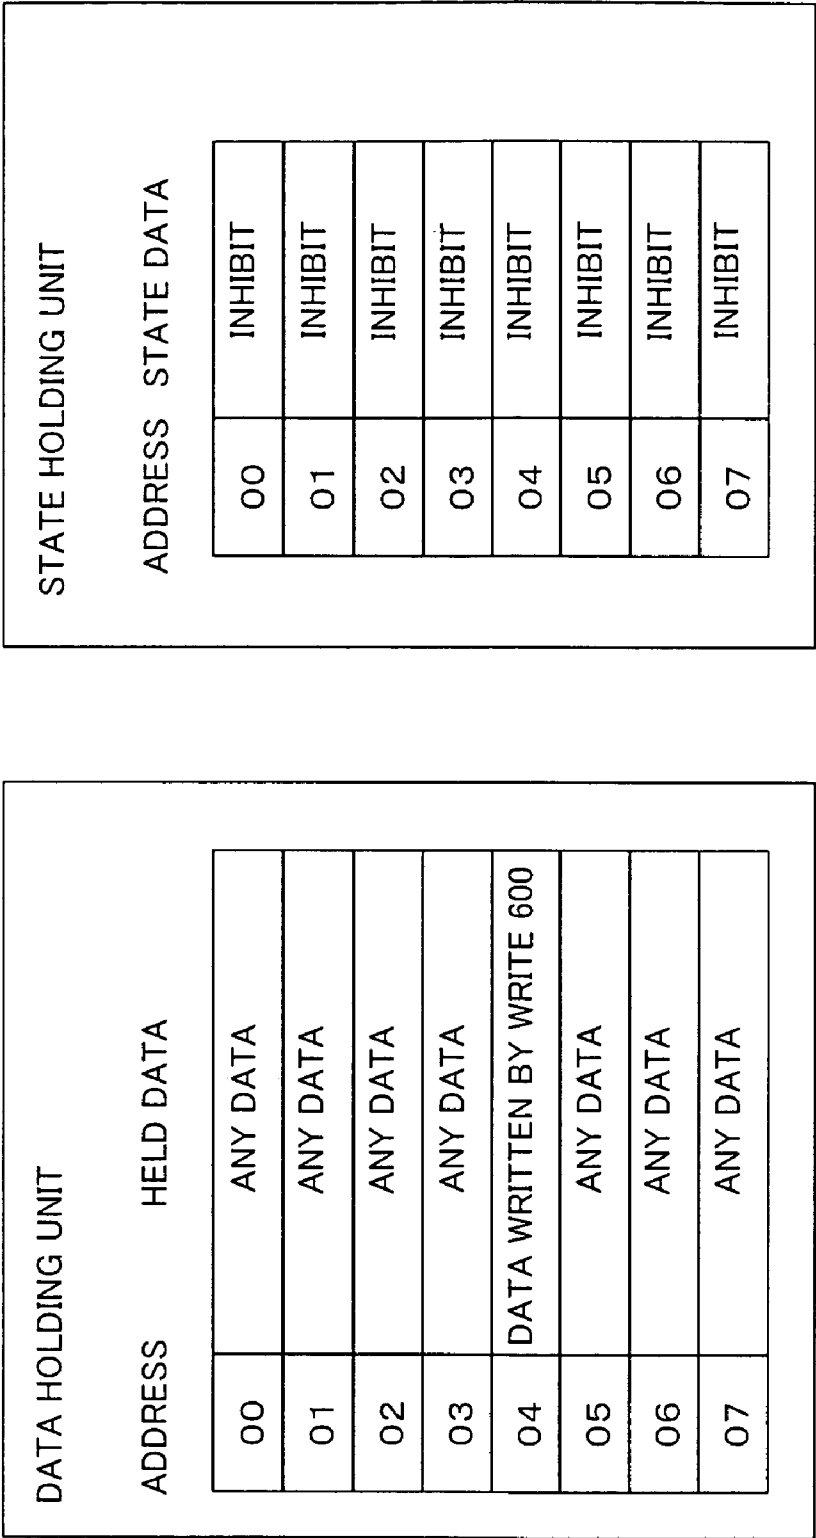 DATA HOLDING UNIT
ADDRESS HELD DATA
00 ANY DATA
01 ANY DATA
02 ANY DATA
03 ANY DATA
04 DATA WRITTEN BY WRITE 600
05 ANY DATA
06 ANY DATA
07 ANY DATA
STATE HOLDING UNIT
ADDRESS STATE DATA
00 INHIBIT
01 INHIBIT
02 INHIBIT
03 INHIBIT
04 INHIBIT
05 INHIBIT
06 INHIBIT
07 INHIBIT